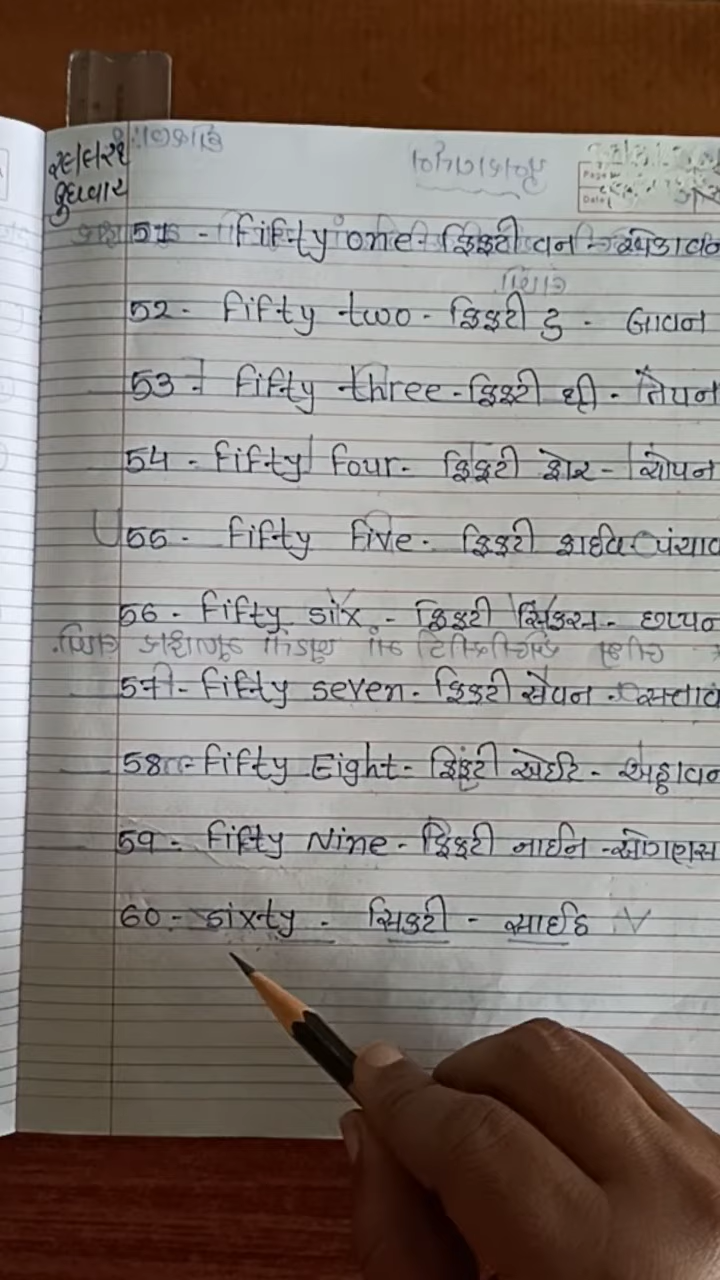 બુધવાર
51 - Fifty one - ફિફ્ટી વન - એકાવન
52 - Fifty two - ફિફ્ટી ટુ - બાવન
53 - Fifty three - ફિફ્ટી થ્રી - તેપન
54 - Fifty Four - ફિફ્ટી ફોર - ચોપન
55 - Fifty Five - ફિફ્ટી ફાઈવ - પંચાવ
56 - Fifty six - ફિફ્ટી સિક્સ - છપ્પન
57 - Fifty seven - ફિફ્ટી સેવન - સત્તાવ
58 - Fifty Eight - ફિફ્ટી એઈટ - અઠ્ઠાવન
59 - Fifty Nine - ફિફ્ટી નાઈન - ઓગણસ
60 - sixty - સિક્ટી - સાઈઠ